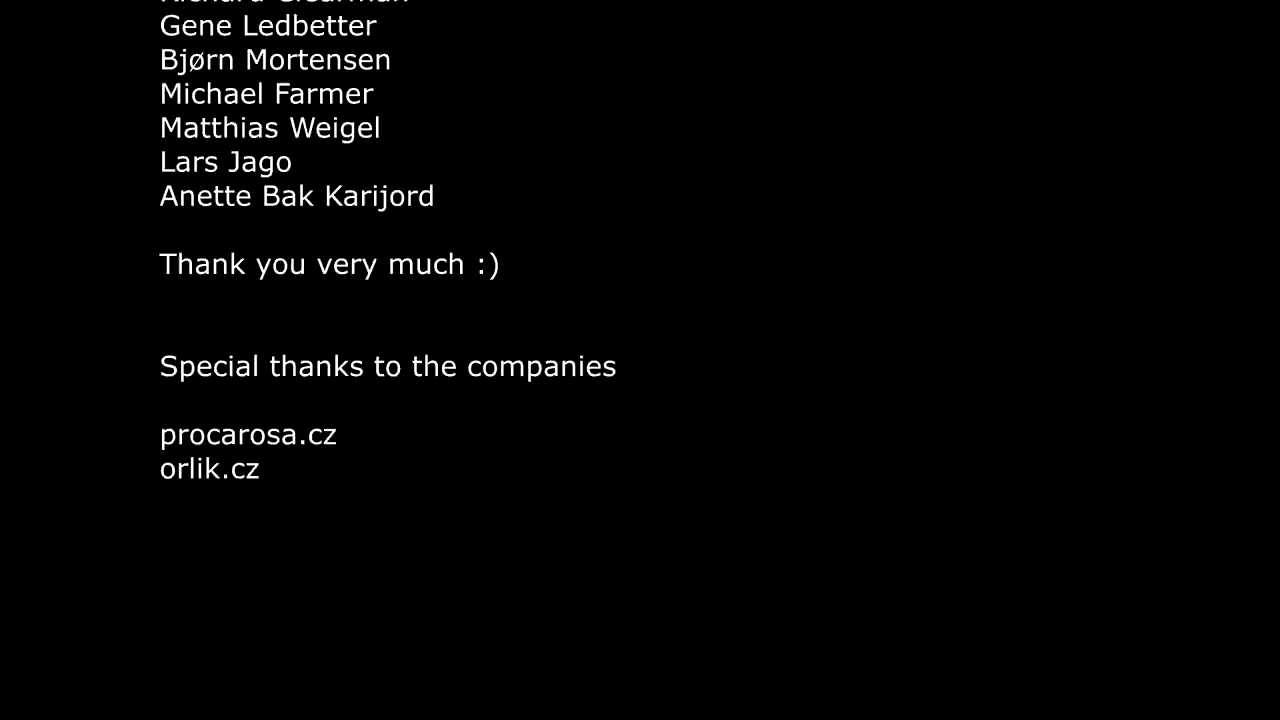 Gene Ledbetter
Bjørn Mortensen
Michael Farmer
Matthias Weigel
Lars Jago
Anette Bak Karijord
Thank you very much :)
Special thanks to the companies
procarosa.cz
orlik.cz